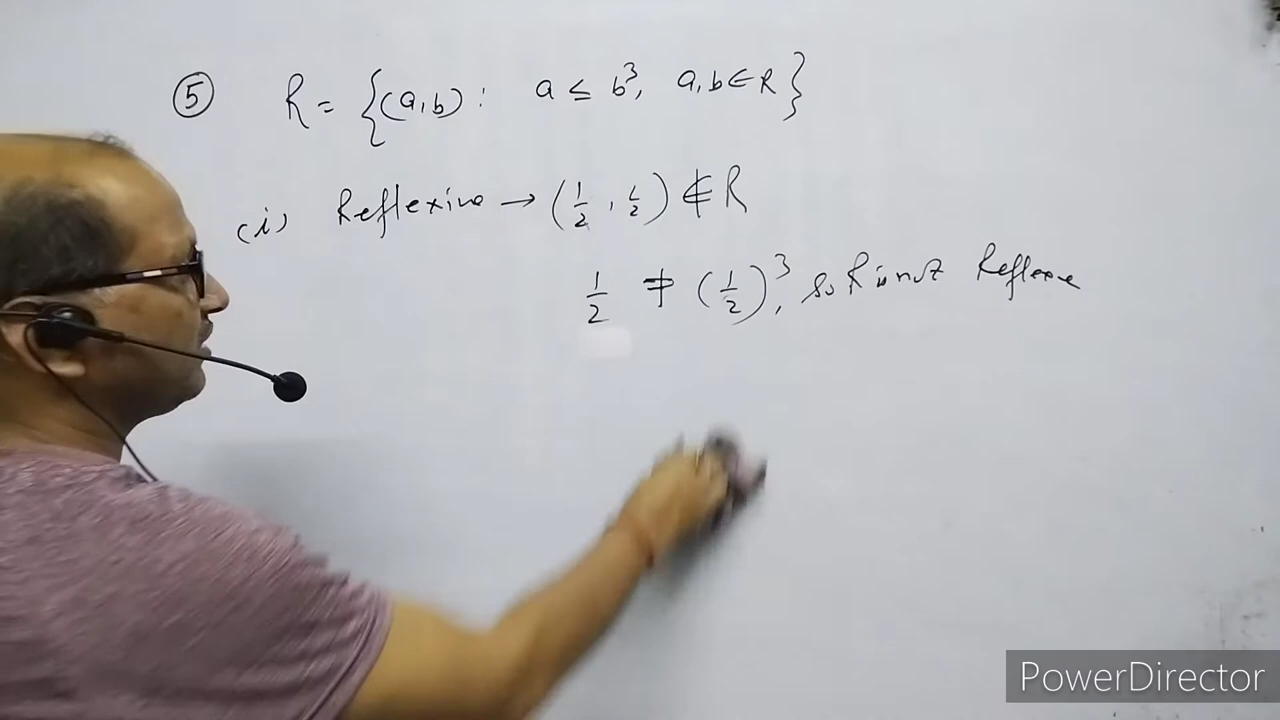 ⑤ R = {(a,b) : a ≤ b³, a,b ∈ R}
(i) Reflexive → (1/2, 1/2) ∉ R
1/2 ≠ (1/2)³, so R is not Reflexive
PowerDirector